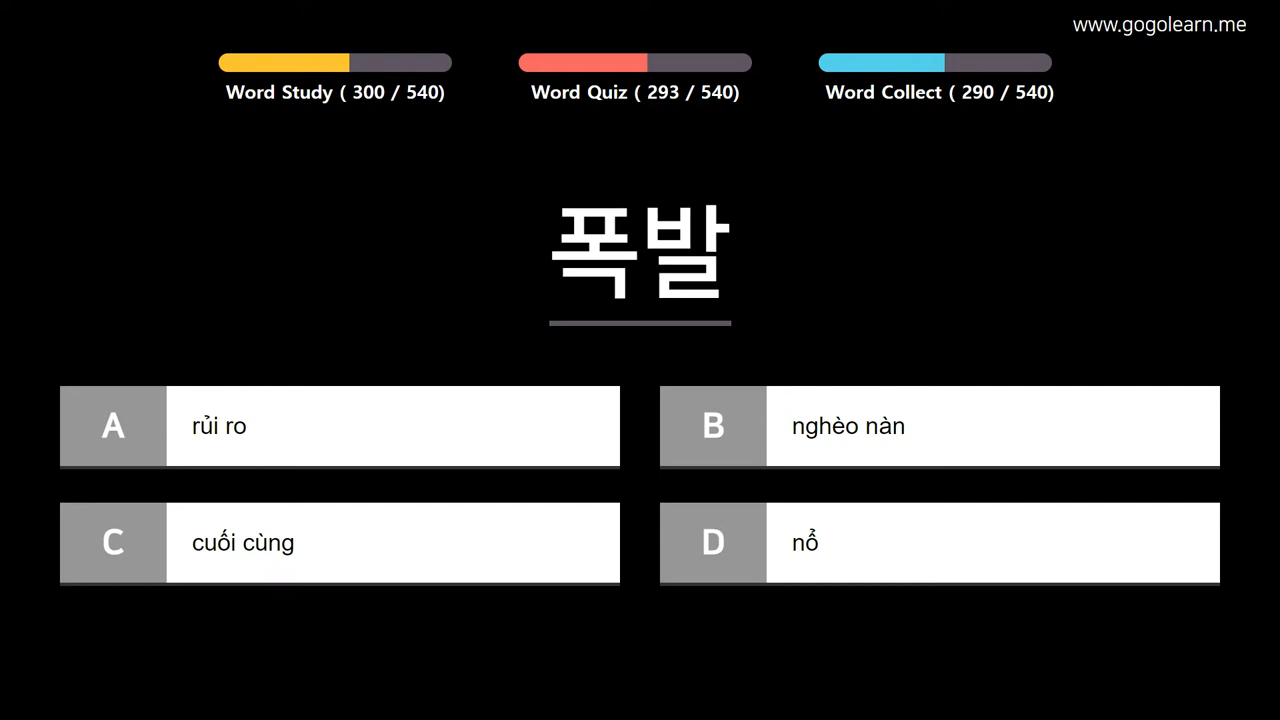 www.gogolearn.me
Word Study ( 300 / 540)
Word Quiz ( 293 / 540)
Word Collect ( 290 / 540)
폭발
A
rủi ro
B
nghèo nàn
C
cuối cùng
D
nổ